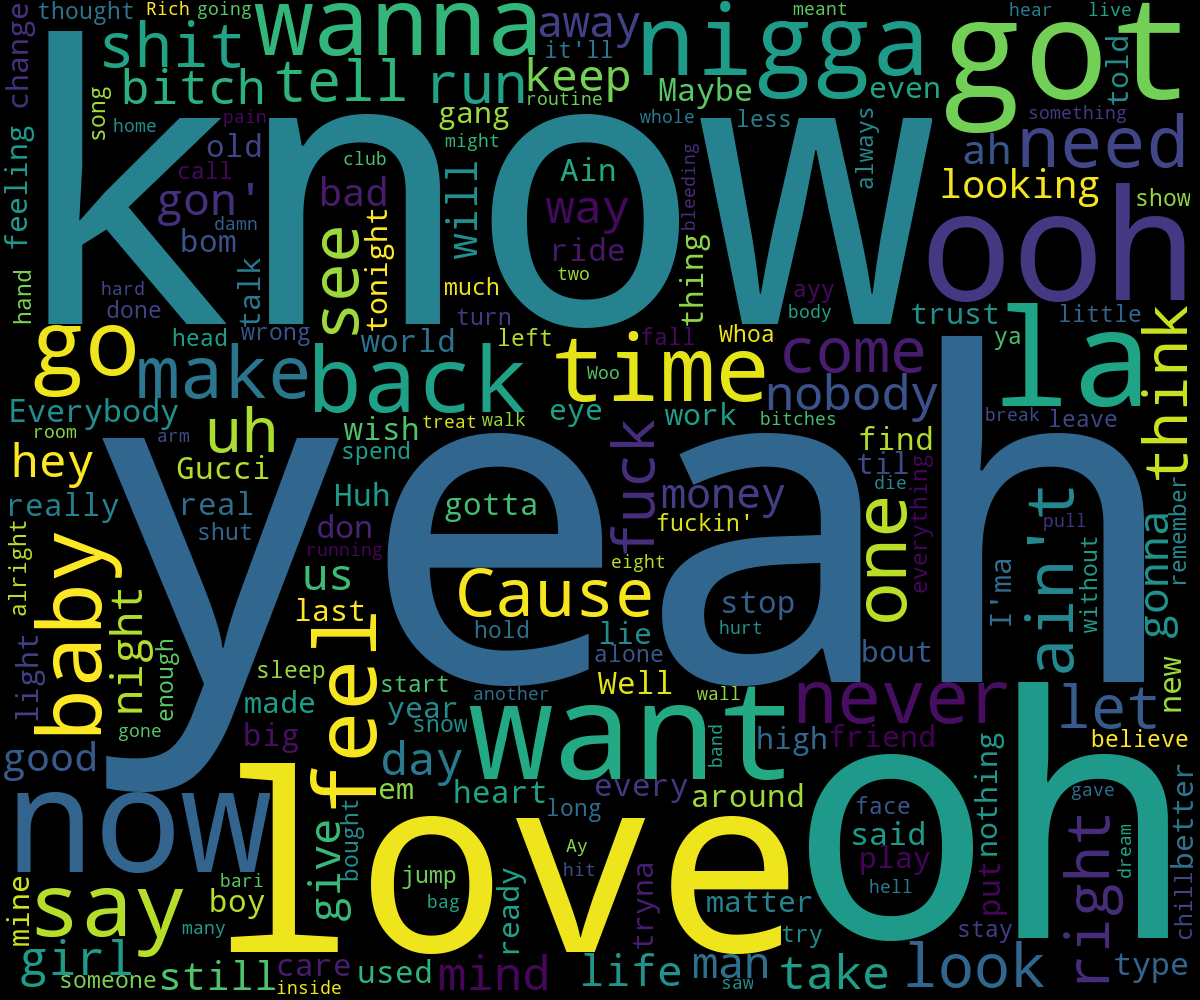 thought Rich going wanna away meant hear live
change shit it'll nigga got
bitch tell run keep Maybe even told
song routine gang something
home pain might whole less always need
feeling old know club Ain ah
call bad will bleeding looking
gon' way show
damn bom see tonight ride thing ooh
talk two
hand hard much ayy
done turn body trust little
go head wrong world left time fall Whoa come la ya think
make back Woo nobody
Everybody eye work bitches break leave
room arm uh wish treat walk fuck find
hey Gucci spend yeah til
really real Huh gotta money die everything one ain't pull remember
shut don fuckin' gonna
alright baby running eight without
us Cause I'ma
night last stop
hold lie hurt
light enough alone bout
sleep feel start Well never new
made another wall let
gone year snow want band
big high friend believe
good day
em heart every around nothing gave
now love long oh face
give bought said right dream chillbetter
Ay play
mine say bari jump hit hell put
boy bag ready tryna matter
many try stay
girl care used mind life man take look type
someone still inside saw